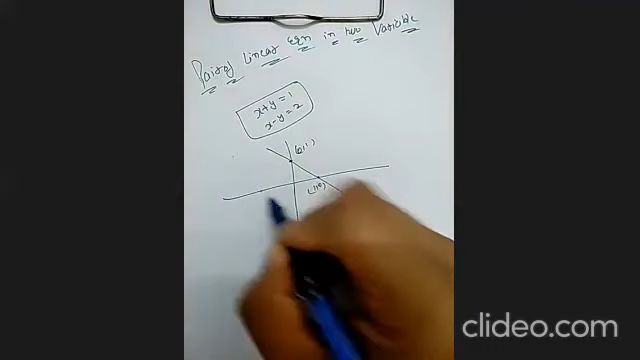 Pair of linear Eqn in two Variable
x+y=1
x-y=2
(0,1)
(1,0)
clideo.com